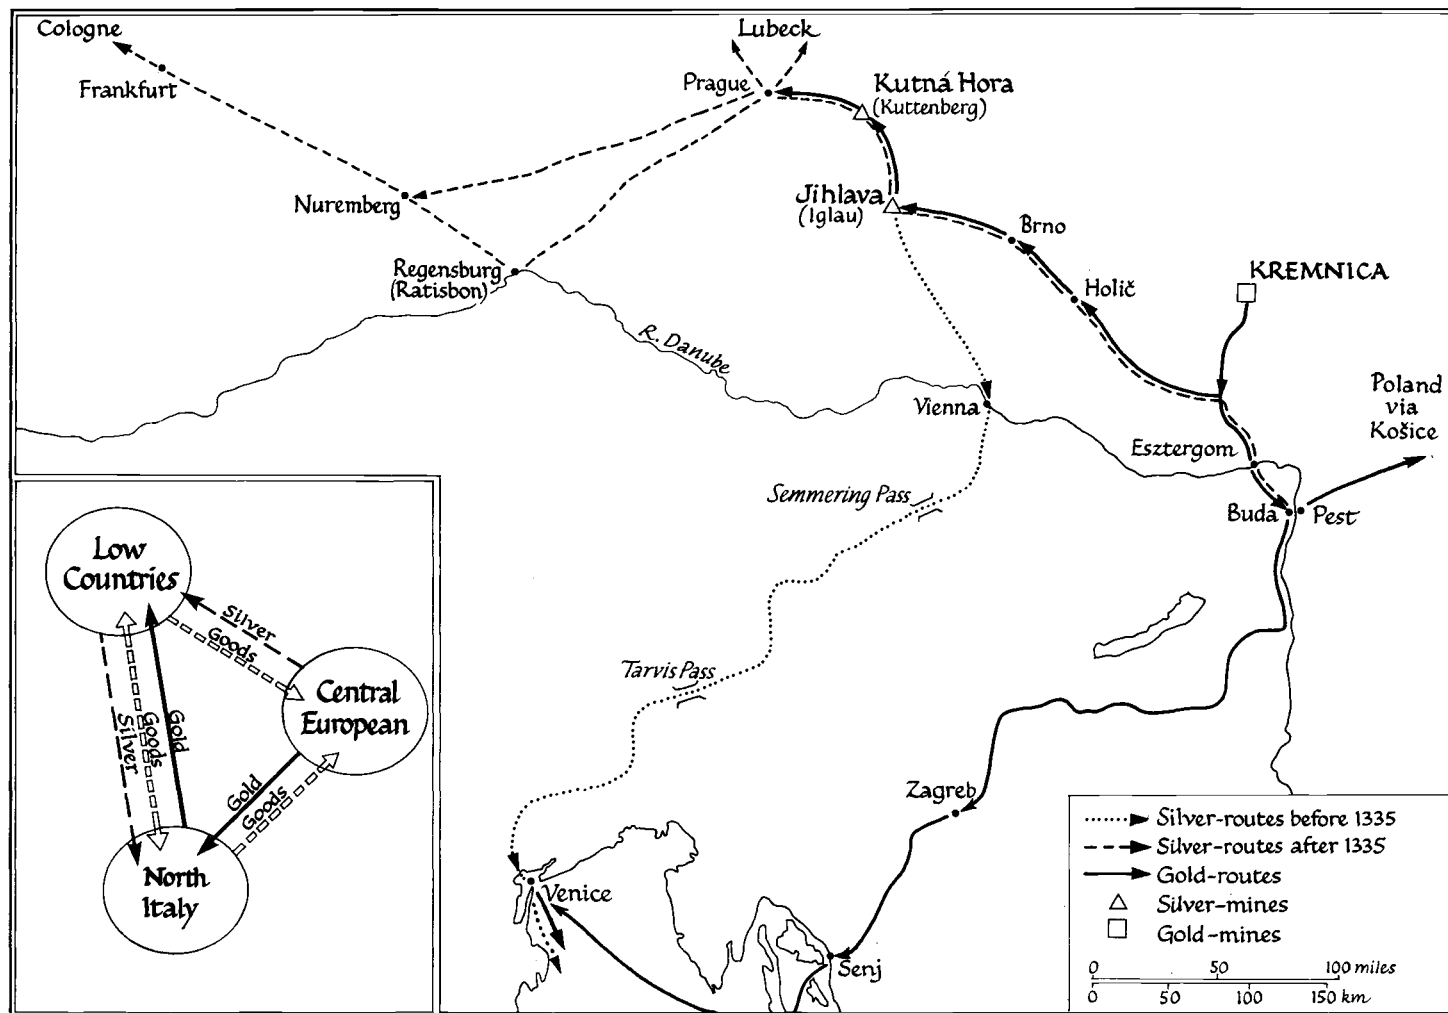 Cologne
Lubeck
Frankfurt
Prague
Kutná Hora
(Kuttenberg)
Nuremberg
Jihlava
(Iglau)
Brno
Regensburg
(Ratisbon)
KREMNICA
Holič
R. Danube
Vienna
Poland
via
Košice
Esztergom
Semmering Pass
Buda
Pest
Tarvis Pass
Zagreb
Venice
Senj
Low
Countries
Silver
Goods
Central
European
Silver
Goods
Gold
Gold
Goods
North
Italy
Silver-routes before 1335
Silver-routes after 1335
Gold-routes
Silver-mines
Gold-mines
0 50 100 miles
0 50 100 150 km